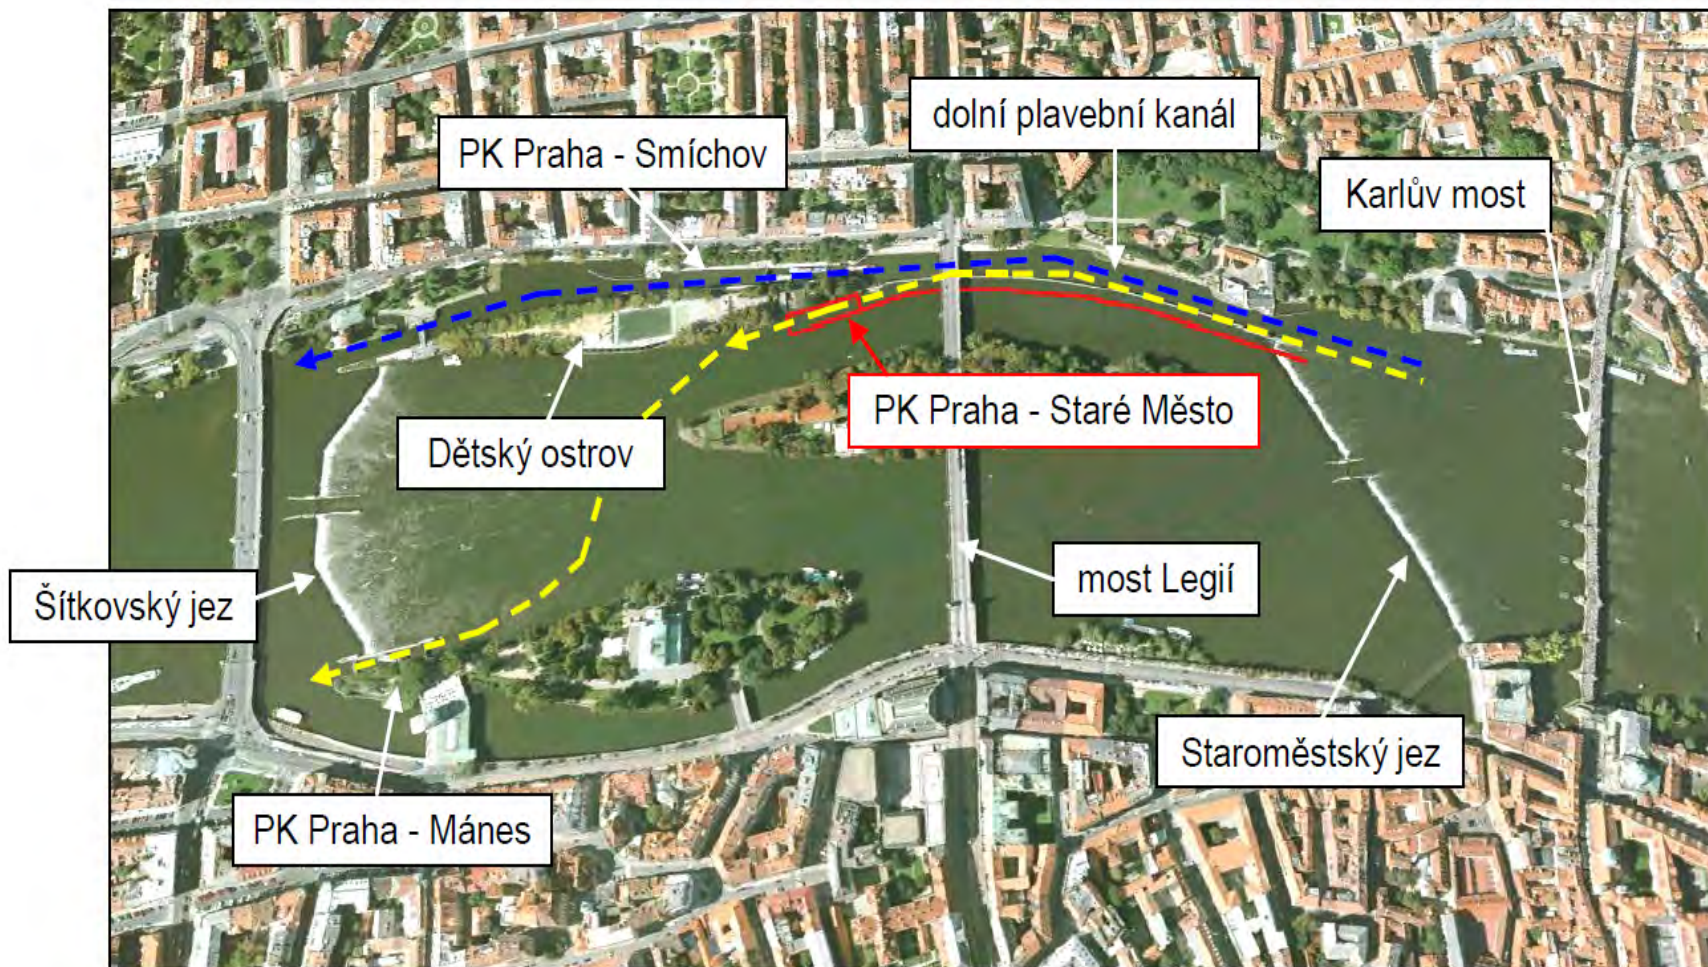 dolní plavební kanál
PK Praha - Smíchov
Karlův most
PK Praha - Staré Město
Dětský ostrov
most Legií
Šítkovský jez
Staroměstský jez
PK Praha - Mánes